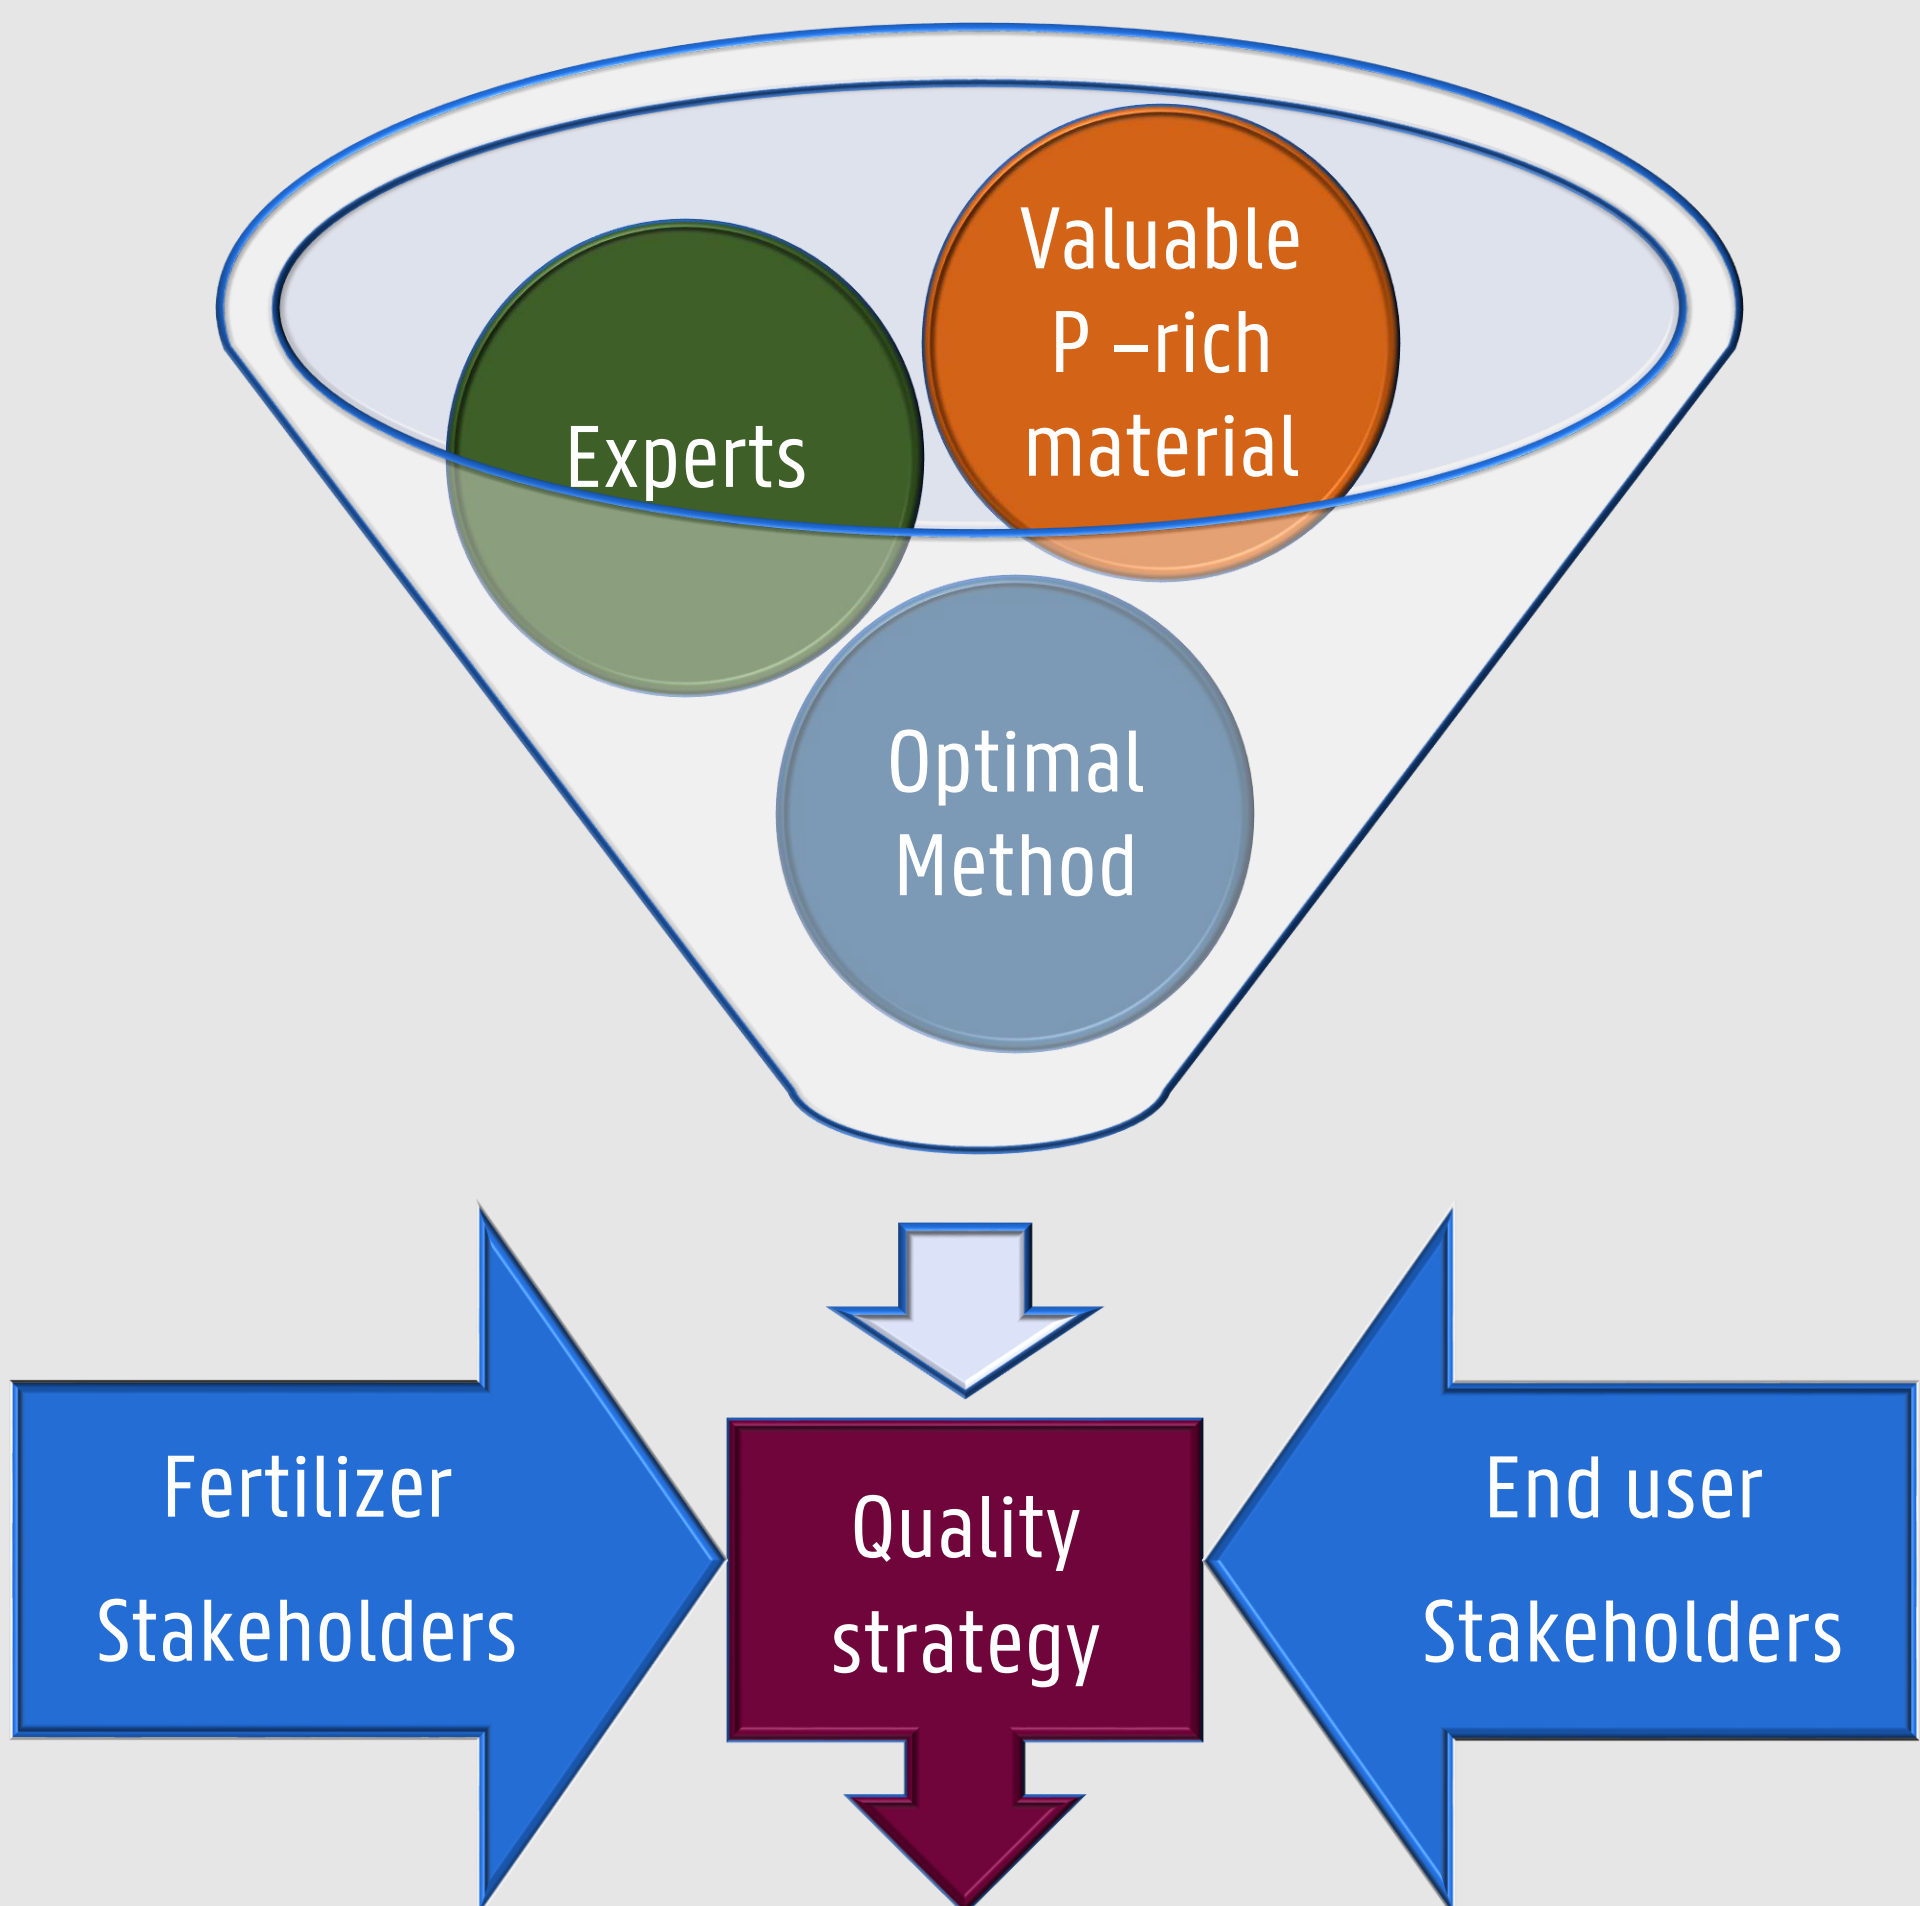 Valuable
P –rich
material
Experts
Optimal
Method
Fertilizer
Stakeholders
Quality
strategy
End user
Stakeholders